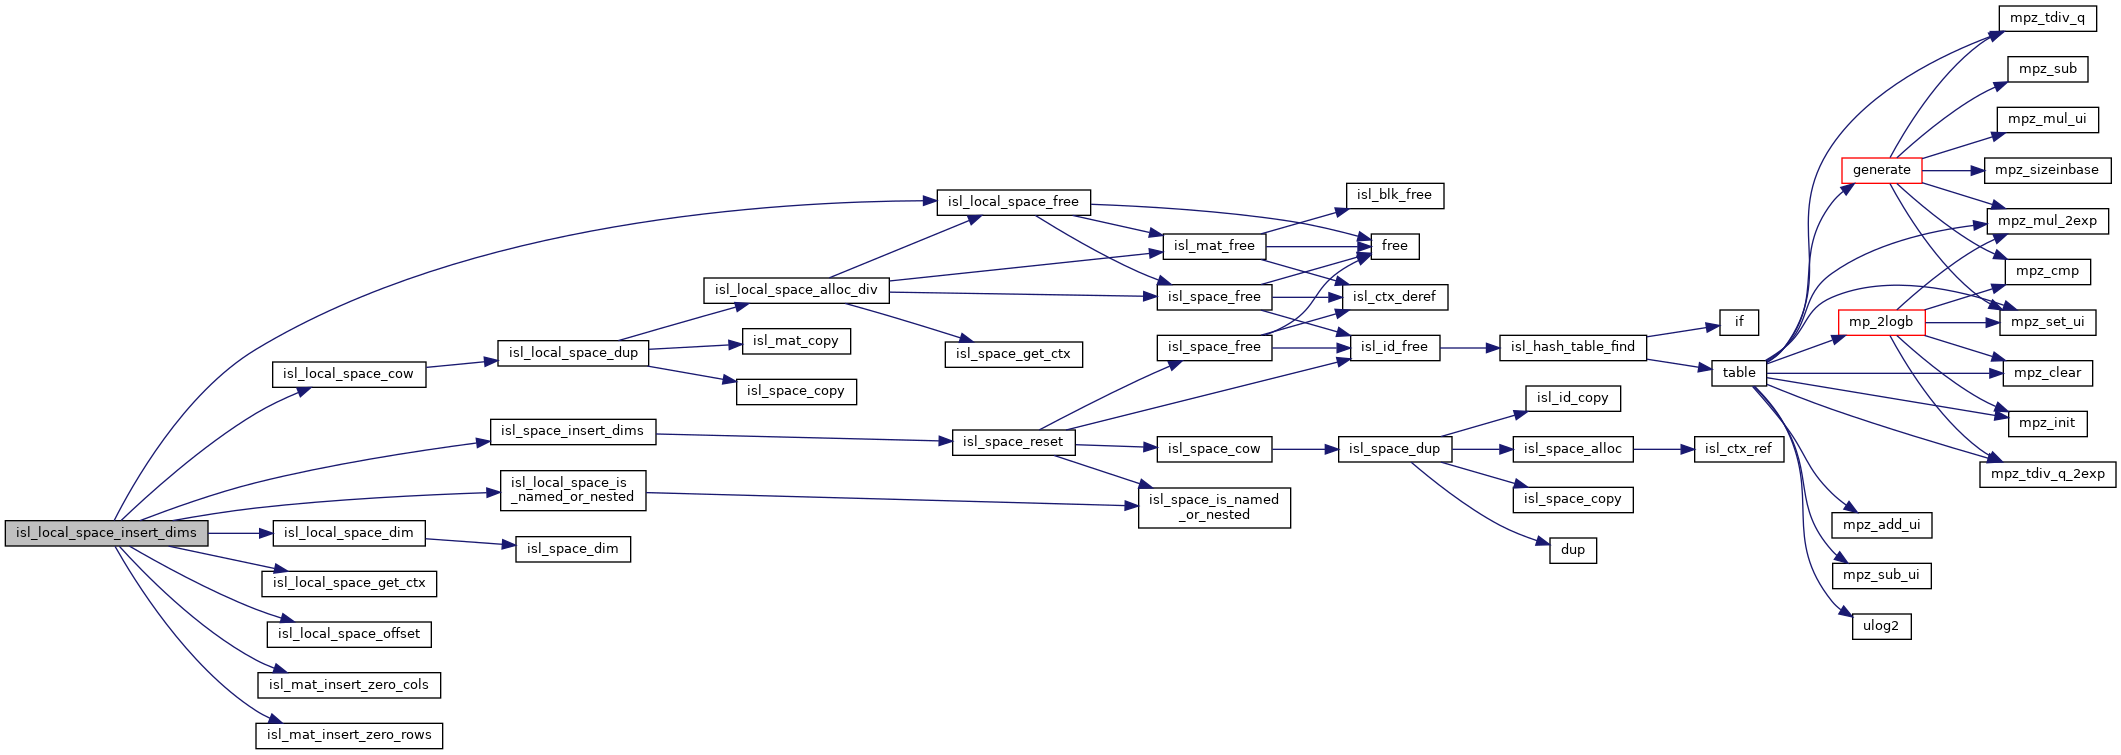 mpz_tdiv_q
mpz_sub
mpz_mul_ui
generate
mpz_sizeinbase
isl_blk_free
isl_local_space_free
mpz_mul_2exp
isl_mat_free
free
mpz_cmp
isl_local_space_alloc_div
isl_space_free
isl_ctx_deref
if
mp_2logb
mpz_set_ui
isl_mat_copy
isl_local_space_dup
isl_space_get_ctx
isl_space_free
isl_id_free
isl_hash_table_find
isl_local_space_cow
table
mpz_clear
isl_space_copy
isl_id_copy
mpz_init
isl_space_insert_dims
isl_space_reset
isl_space_cow
isl_space_dup
isl_space_alloc
isl_ctx_ref
mpz_tdiv_q_2exp
isl_local_space_is
_named_or_nested
isl_space_is_named
_or_nested
isl_space_copy
isl_local_space_insert_dims
isl_local_space_dim
isl_space_dim
dup
mpz_add_ui
isl_local_space_get_ctx
mpz_sub_ui
isl_local_space_offset
ulog2
isl_mat_insert_zero_cols
isl_mat_insert_zero_rows